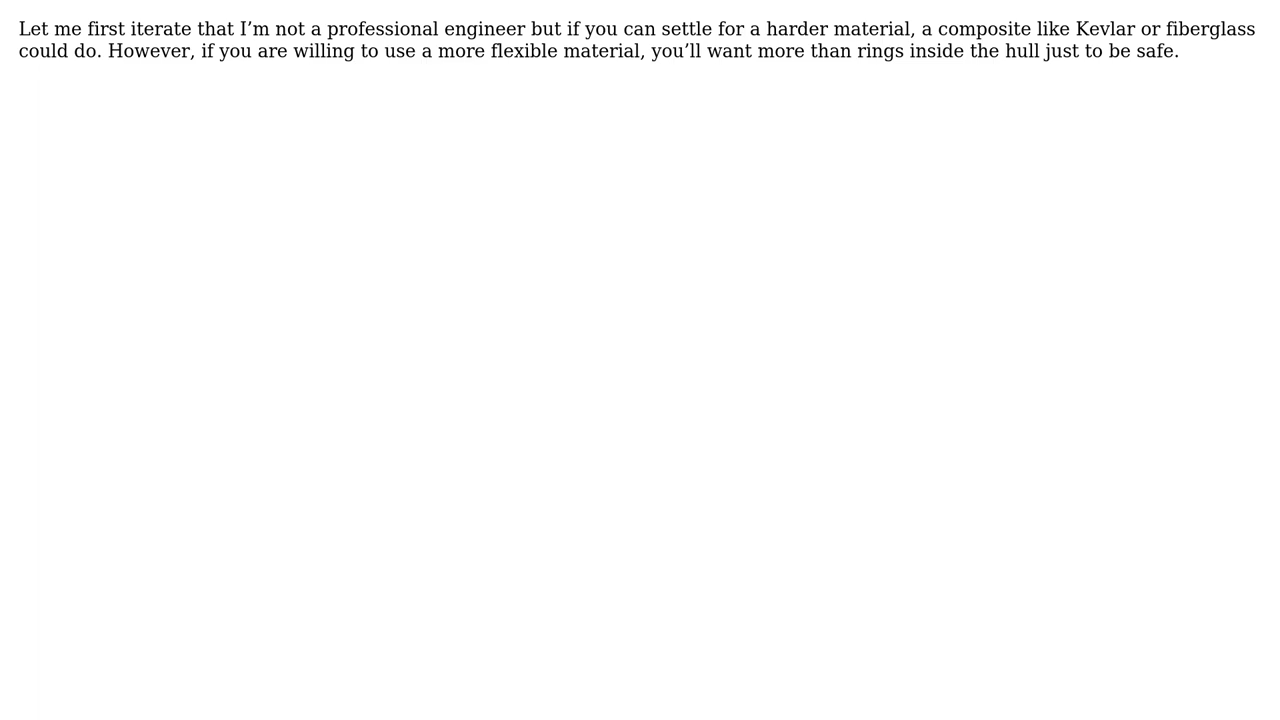 Let me first iterate that I’m not a professional engineer but if you can settle for a harder material, a composite like Kevlar or fiberglass
could do. However, if you are willing to use a more flexible material, you’ll want more than rings inside the hull just to be safe.